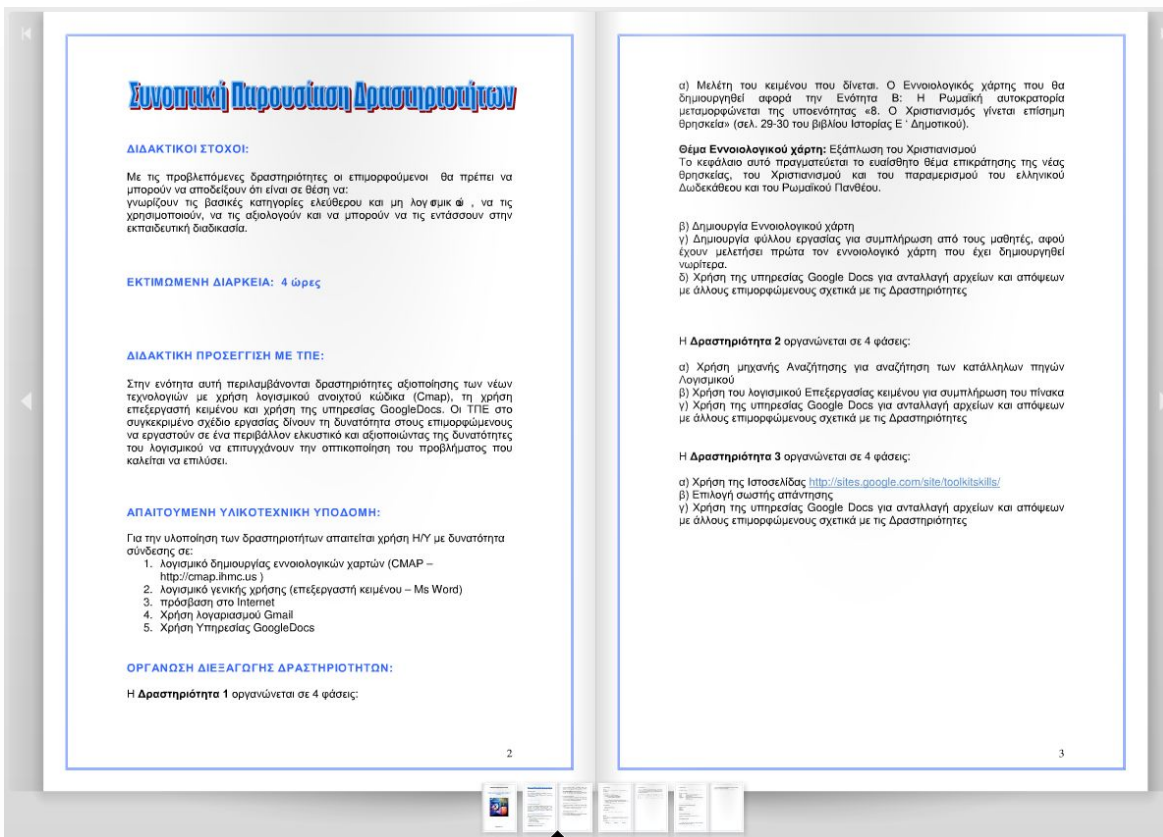 Συνοπτική Παρουσίαση Δραστηριοτήτων
ΔΙΔΑΚΤΙΚΟΙ ΣΤΟΧΟΙ:
Με τις προβλεπόμενες δραστηριότητες οι επιμορφούμενοι θα πρέπει να
μπορούν να αποδείξουν ότι είναι σε θέση να:
γνωρίζουν τις βασικές κατηγορίες ελεύθερου και μη λογισμικού , να τις
χρησιμοποιούν, να τις αξιολογούν και να μπορούν να τις εντάσσουν στην
εκπαιδευτική διαδικασία.
ΕΚΤΙΜΩΜΕΝΗ ΔΙΑΡΚΕΙΑ: 4 ώρες
ΔΙΔΑΚΤΙΚΗ ΠΡΟΣΕΓΓΙΣΗ ΜΕ ΤΠΕ:
Στην ενότητα αυτή περιλαμβάνονται δραστηριότητες αξιοποίησης των νέων
τεχνολογιών με χρήση λογισμικού ανοιχτού κώδικα (Cmap), τη χρήση
επεξεργαστή κειμένου και χρήση της υπηρεσίας GoogleDocs. Οι ΤΠΕ στο
συγκεκριμένο σχέδιο εργασίας δίνουν τη δυνατότητα στους επιμορφώμενους
να εργαστούν σε ένα περιβάλλον ελκυστικό και αξιοποιώντας της δυνατότητες
του λογισμικού να επιτυγχάνουν την οπτικοποίηση του προβλήματος που
καλείται να επιλύσει.
ΑΠΑΙΤΟΥΜΕΝΗ ΥΛΙΚΟΤΕΧΝΙΚΗ ΥΠΟΔΟΜΗ:
Για την υλοποίηση των δραστηριοτήτων απαιτείται χρήση Η/Υ με δυνατότητα
σύνδεσης σε:
1. λογισμικό δημιουργίας εννοιολογικών χαρτών (CMAP –
http://cmap.ihmc.us )
2. λογισμικό γενικής χρήσης (επεξεργαστή κειμένου – Ms Word)
3. πρόσβαση στο Internet
4. Χρήση λογαριασμού Gmail
5. Χρήση Υπηρεσίας GoogleDocs
ΟΡΓΑΝΩΣΗ ΔΙΕΞΑΓΩΓΗΣ ΔΡΑΣΤΗΡΙΟΤΗΤΩΝ:
Η Δραστηριότητα 1 οργανώνεται σε 4 φάσεις:
2
α) Μελέτη του κειμένου που δίνεται. Ο Εννοιολογικός χάρτης που θα
δημιουργηθεί αφορά την Ενότητα Β: Η Ρωμαϊκή αυτοκρατορία
μεταμορφώνεται της υποενότητας «8. Ο Χριστιανισμός γίνεται επίσημη
θρησκεία» (σελ. 29-30 του βιβλίου Ιστορίας Ε ' Δημοτικού).
Θέμα Εννοιολογικού χάρτη: Εξάπλωση του Χριστιανισμού
Το κεφάλαιο αυτό πραγματεύεται το ευαίσθητο θέμα επικράτησης της νέας
θρησκείας, του Χριστιανισμού και του παραμερισμού του ελληνικού
Δωδεκάθεου και του Ρωμαϊκού Πανθέου.
β) Δημιουργία Εννοιολογικού χάρτη
γ) Δημιουργία φύλλου εργασίας για συμπλήρωση από τους μαθητές, αφού
έχουν μελετήσει πρώτα τον εννοιολογικό χάρτη που έχει δημιουργηθεί
νωρίτερα.
δ) Χρήση της υπηρεσίας Google Docs για ανταλλαγή αρχείων και απόψεων
με άλλους επιμορφώμενους σχετικά με τις Δραστηριότητες
Η Δραστηριότητα 2 οργανώνεται σε 4 φάσεις:
α) Χρήση μηχανής Αναζήτησης για αναζήτηση των κατάλληλων πηγών
Λογισμικού
β) Χρήση του λογισμικού Επεξεργασίας κειμένου για συμπλήρωση του πίνακα
γ) Χρήση της υπηρεσίας Google Docs για ανταλλαγή αρχείων και απόψεων
με άλλους επιμορφώμενους σχετικά με τις Δραστηριότητες
Η Δραστηριότητα 3 οργανώνεται σε 4 φάσεις:
α) Χρήση της Ιστοσελίδας http://sites.google.com/site/toolkitskills/
β) Επιλογή σωστής απάντησης
γ) Χρήση της υπηρεσίας Google Docs για ανταλλαγή αρχείων και απόψεων
με άλλους επιμορφώμενους σχετικά με τις Δραστηριότητες
3